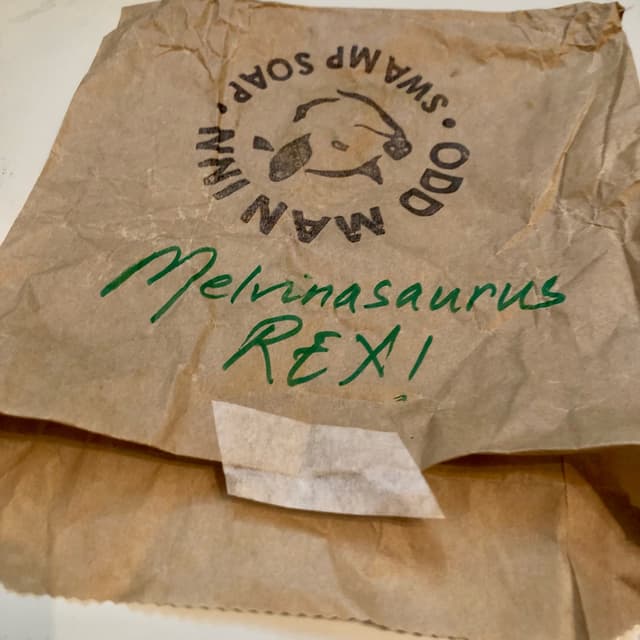 ODD MAN INN • SWAMP SOAP •
Melvinasaurus
REX!